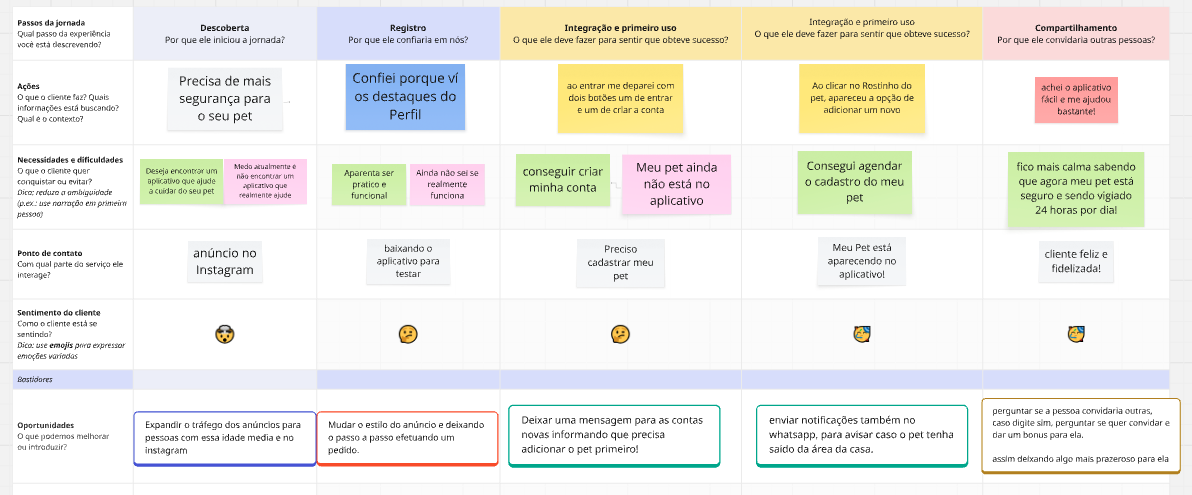 Passos da jornada
Qual passo da experiência
você está descrevendo?
Descoberta
Por que ele iniciou a jornada?
Registro
Por que ele confiaria em nós?
Integração e primeiro uso
O que ele deve fazer para sentir que obteve sucesso?
Integração e primeiro uso
O que ele deve fazer para sentir que obteve sucesso?
Compartilhamento
Por que ele convidaria outras pessoas?
Ações
O que o cliente faz? Quais
informações está buscando?
Qual é o contexto?
Precisa de mais
segurança para
o seu pet
Confiei porque ví
os destaques do
Perfil
ao entrar me deparei com
dois botões um de entrar
e um de criar a conta
Ao clicar no Rostinho do
pet, apareceu a opção de
adicionar um novo
achei o aplicativo
fácil e me ajudou
bastante!
Necessidades e dificuldades
O que o cliente quer
conquistar ou evitar?
Dica: reduza a ambiguidade
(p.ex.: use narração em primeira
pessoa)
Deseja encontrar um
aplicativo que ajude
a cuidar do seu pet
Medo atualmente é
não encontrar um
aplicativo que
realmente ajude
Aparenta ser
pratico e
funcional
Ainda não sei se
realmente
funciona
conseguir criar
minha conta
Meu pet ainda
não está no
aplicativo
Consegui agendar
o cadastro do meu
pet
fico mais calma sabendo
que agora meu pet está
seguro e sendo vigiado
24 horas por dia!
Ponto de contato
Com qual parte do serviço ele
interage?
anúncio no
Instagram
baixando o
aplicativo para
testar
Preciso
cadastrar meu
pet
Meu Pet está
aparecendo no
aplicativo!
cliente feliz e
fidelizada!
Sentimento do cliente
Como o cliente está se
sentindo?
Dica: use emojis para expressar
emoções variadas
Bastidores
Oportunidades
O que podemos melhorar
ou introduzir?
Expandir o tráfego dos anúncios para
pessoas com essa idade media e no
instagram
Mudar o estilo do anúncio e deixando
o passo a passo efetuando um
pedido.
Deixar uma mensagem para as contas
novas informando que precisa
adicionar o pet primeiro!
enviar notificações também no
whatsapp, para avisar caso o pet tenha
saido da área da casa.
perguntar se a pessoa convidaria outras,
caso digite sim, perguntar se quer convidar e
dar um bonus para ela.
assim deixando algo mais prazeroso para ela